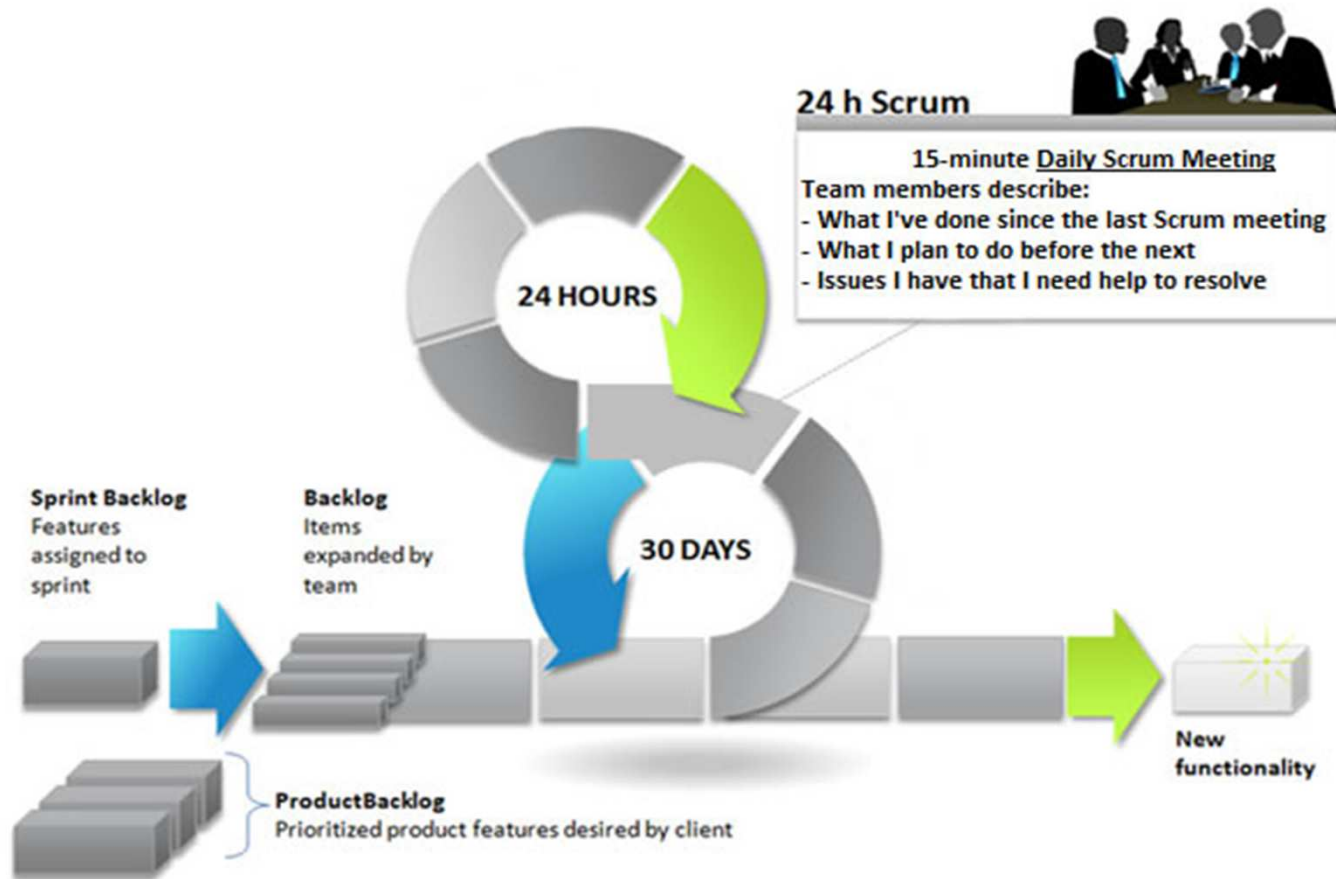 24 h Scrum
15-minute Daily Scrum Meeting
Team members describe:
- What I've done since the last Scrum meeting
- What I plan to do before the next
- Issues I have that I need help to resolve
24 HOURS
30 DAYS
Sprint Backlog
Features
assigned to
sprint
Backlog
Items
expanded by
team
New
functionality
ProductBacklog
Prioritized product features desired by client